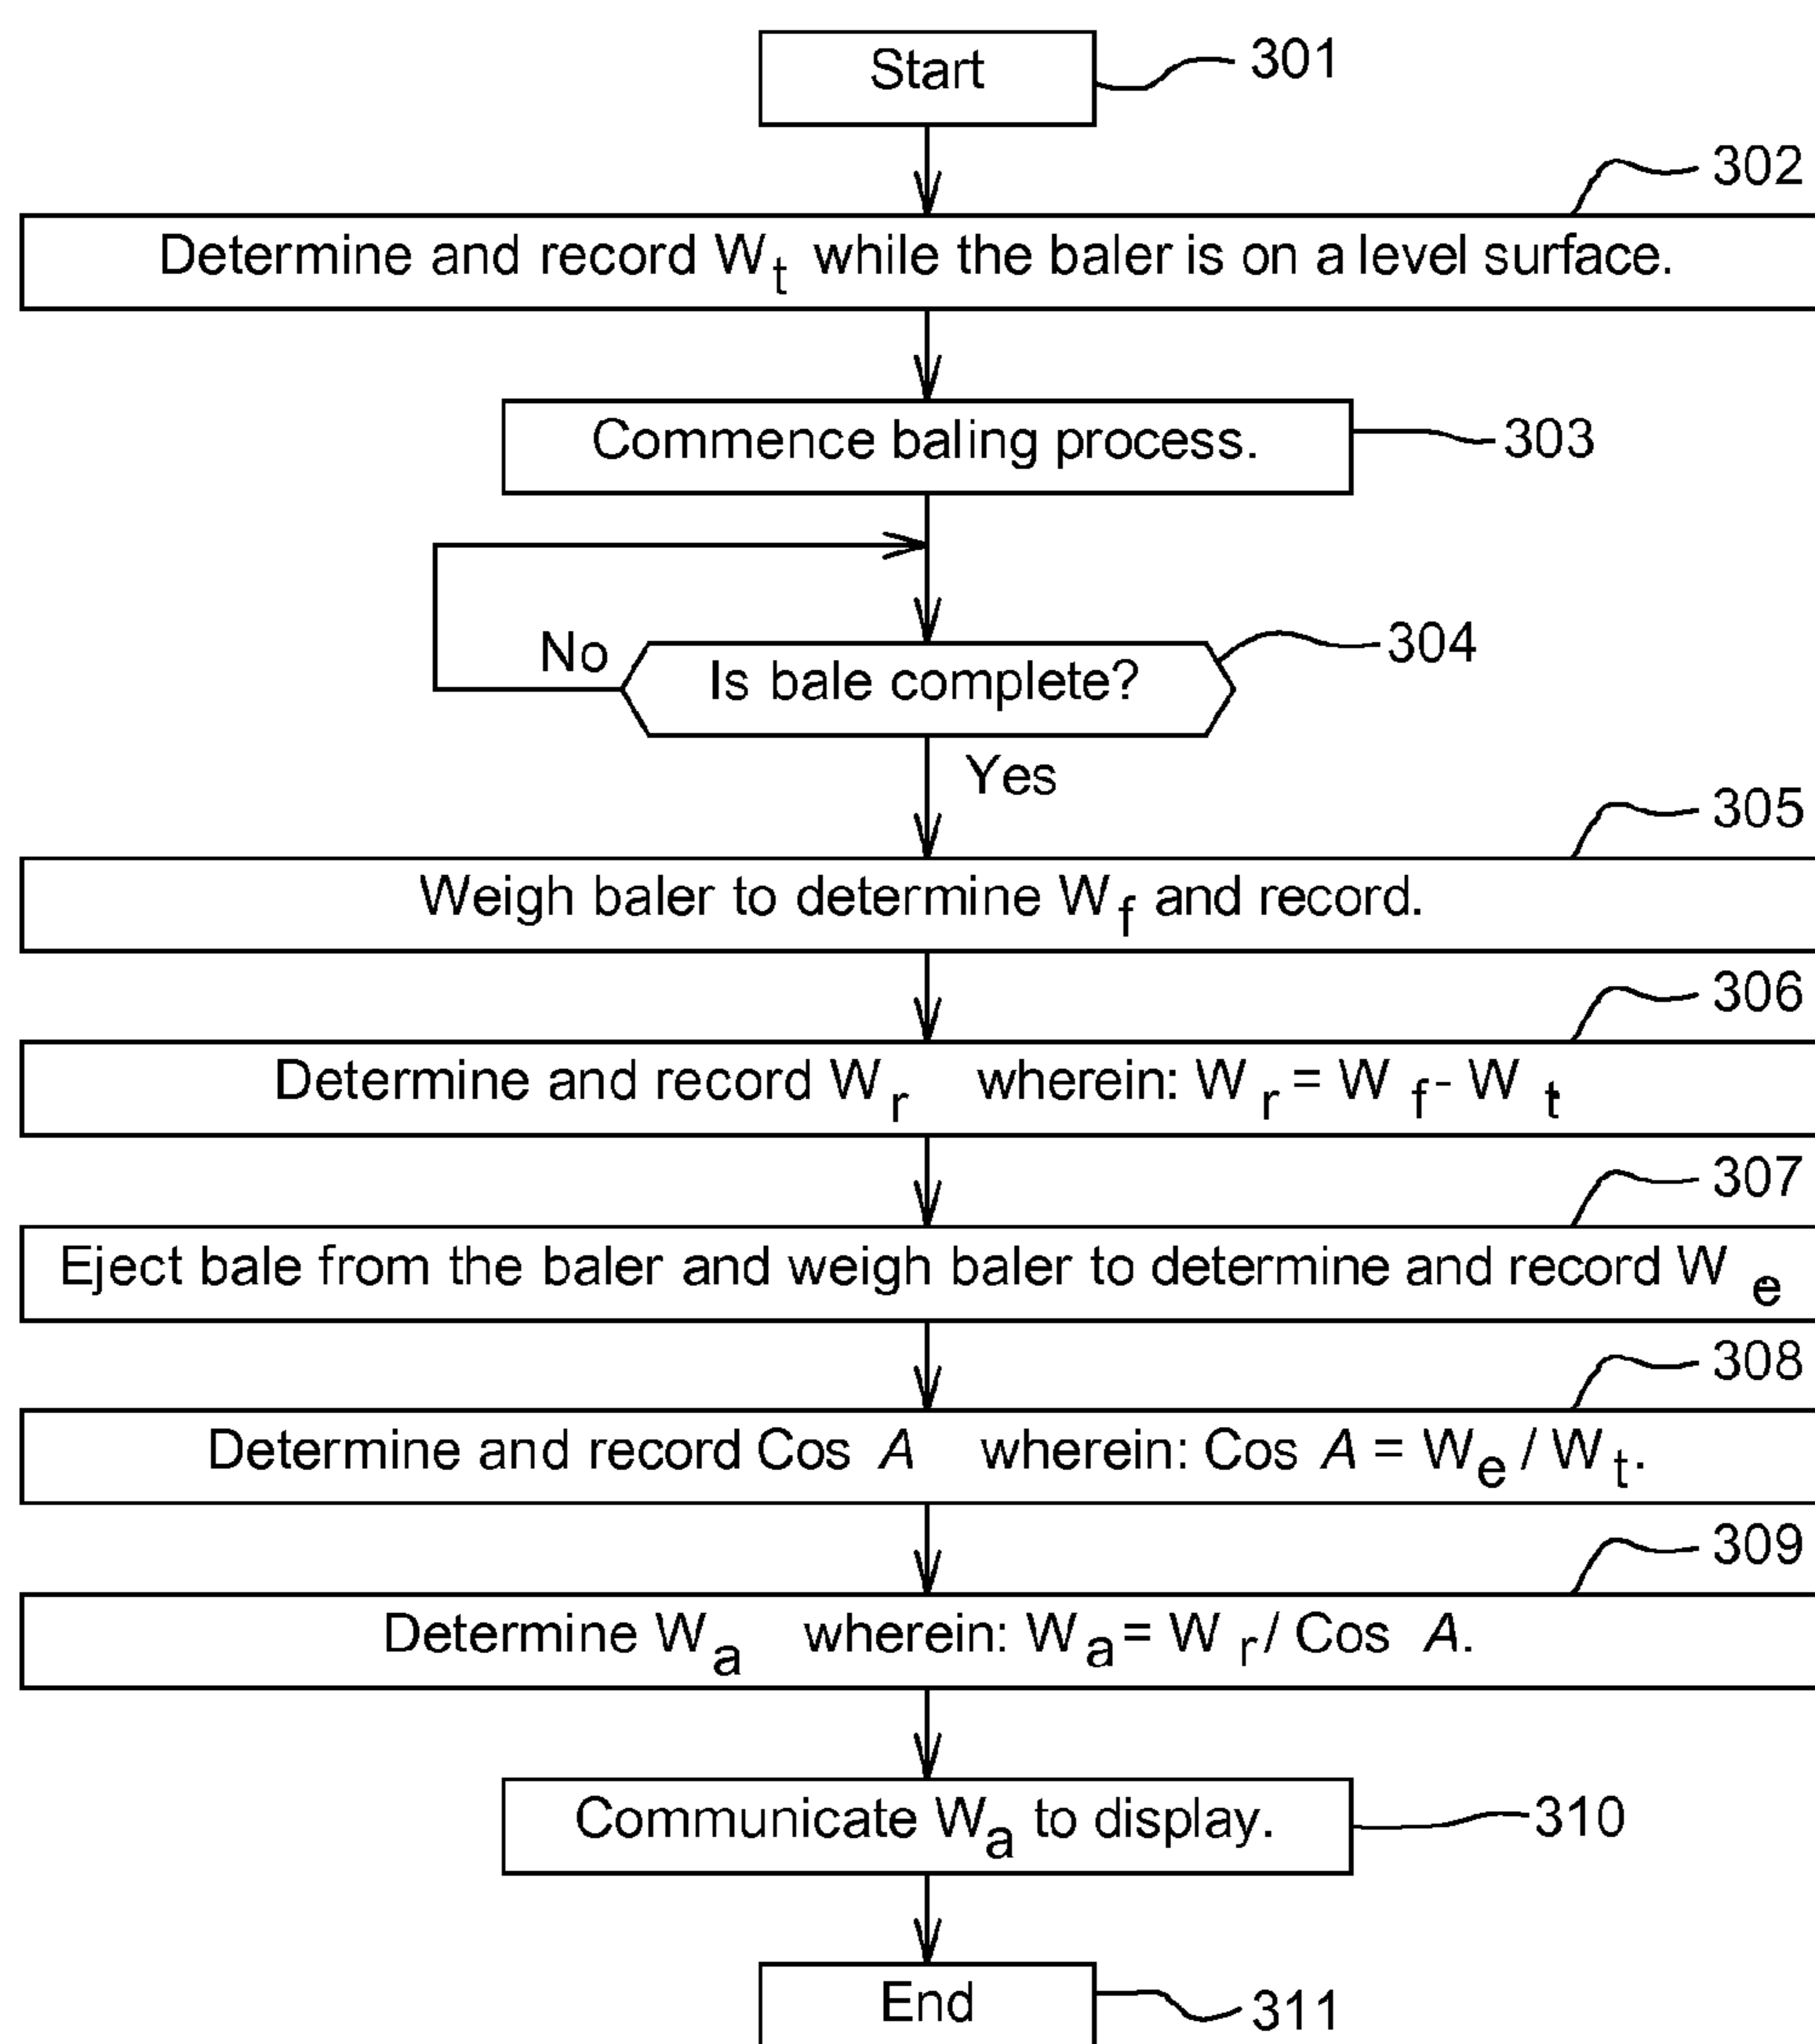 Start
301
302
Determine and record Wt while the baler is on a level surface.
Commence baling process.
303
304
No
Is bale complete?
Yes
305
Weigh baler to determine Wf and record.
306
Determine and record Wr wherein: Wr = Wf - Wt
307
Eject bale from the baler and weigh baler to determine and record We
308
Determine and record Cos A wherein: Cos A = We / Wt.
309
Determine Wa wherein: Wa = Wr / Cos A.
Communicate Wa to display.
310
End
311